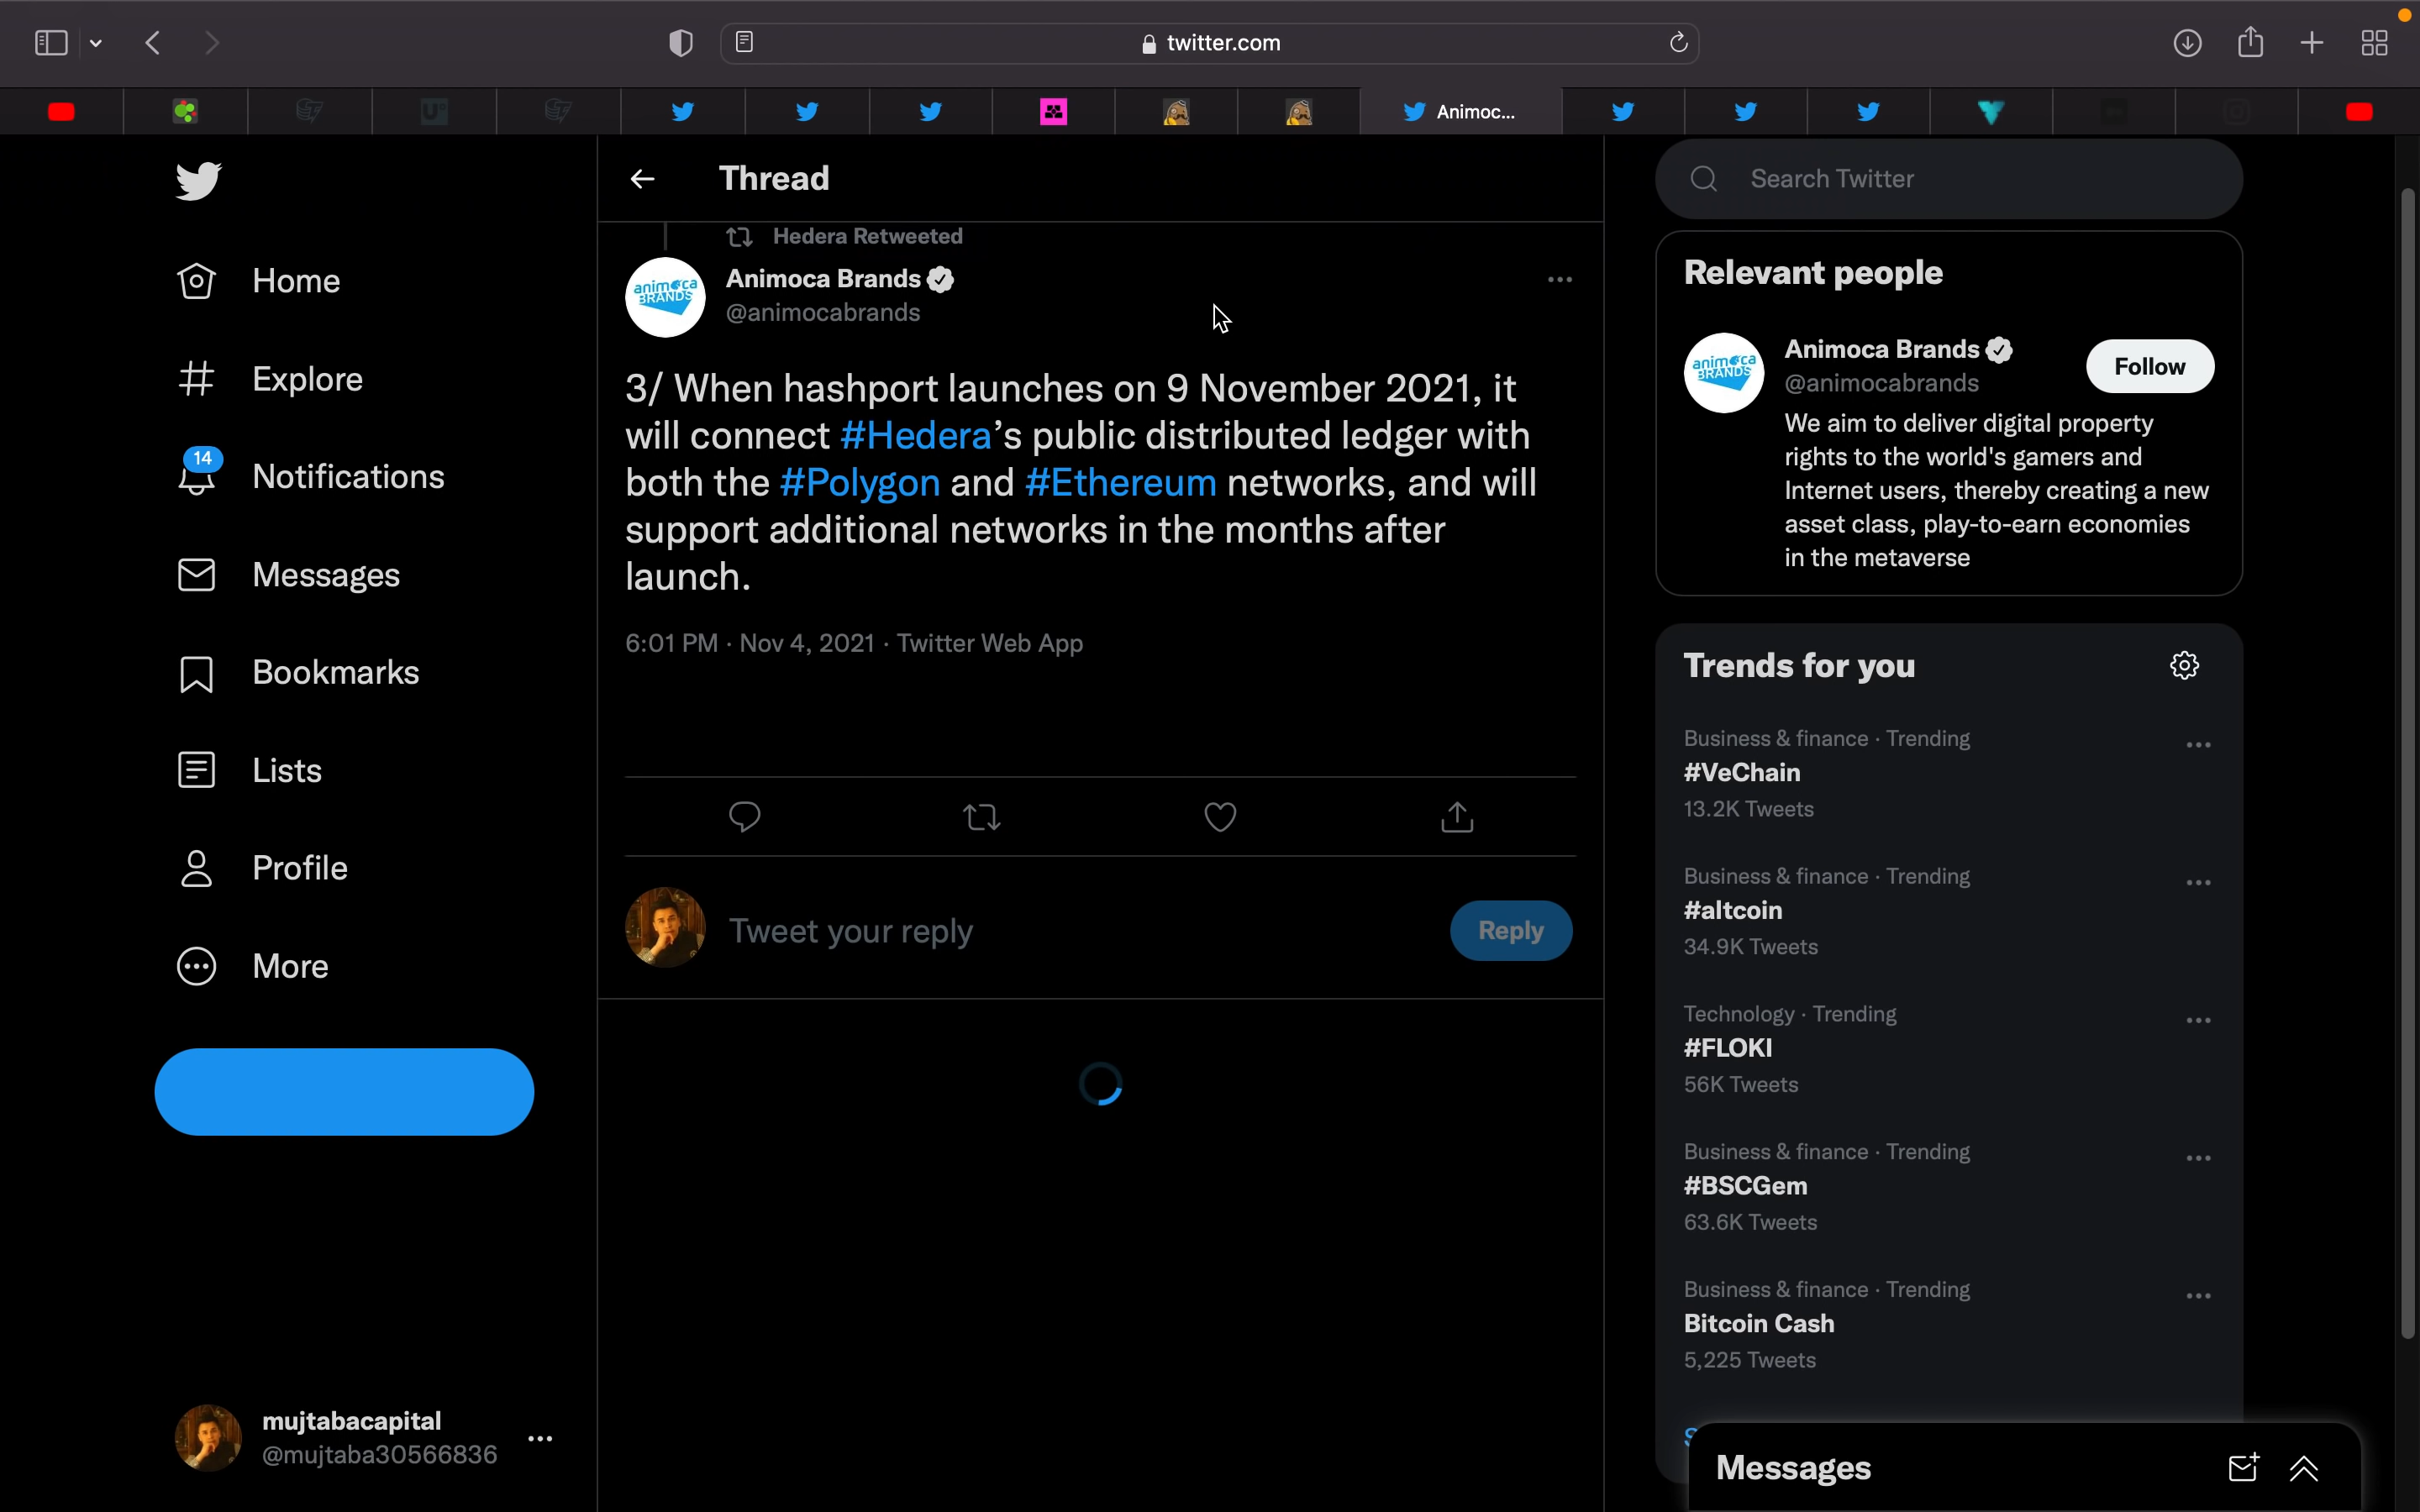 twitter.com
Animoc...
Home
Explore
14
Notifications
Messages
Bookmarks
Lists
Profile
More
mujtabacapital
@mujtaba30566836
Thread
Hedera Retweeted
animoca
BRANDS
Animoca Brands
@animocabrands
3/ When hashport launches on 9 November 2021, it
will connect #Hedera’s public distributed ledger with
both the #Polygon and #Ethereum networks, and will
support additional networks in the months after
launch.
6:01 PM · Nov 4, 2021 · Twitter Web App
Tweet your reply
Reply
Search Twitter
Relevant people
animoca
BRANDS
Animoca Brands
@animocabrands
Follow
We aim to deliver digital property
rights to the world's gamers and
Internet users, thereby creating a new
asset class, play-to-earn economies
in the metaverse
Trends for you
Business & finance · Trending
#VeChain
13.2K Tweets
Business & finance · Trending
#altcoin
34.9K Tweets
Technology · Trending
#FLOKI
56K Tweets
Business & finance · Trending
#BSCGem
63.6K Tweets
Business & finance · Trending
Bitcoin Cash
5,225 Tweets
Messages